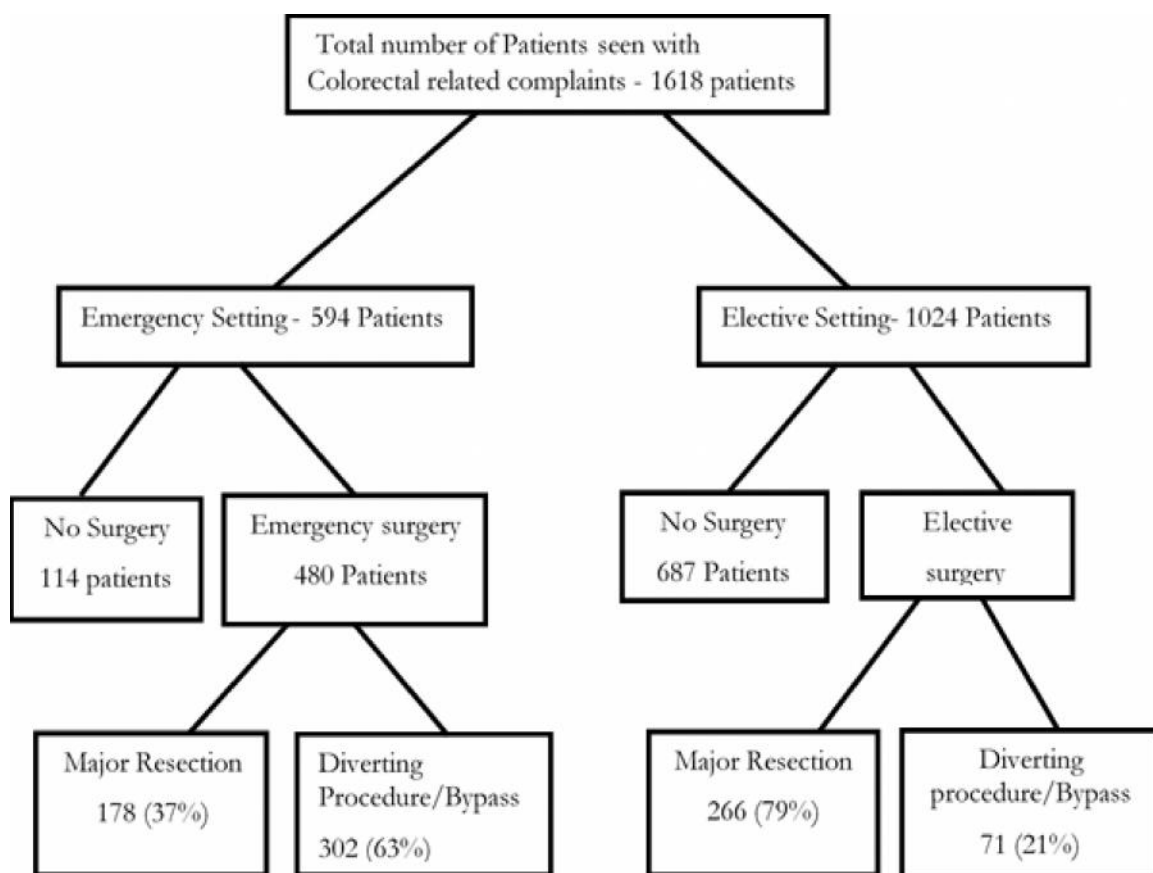 Total number of Patients seen with
Colorectal related complaints - 1618 patients
Emergency Setting - 594 Patients
Elective Setting- 1024 Patients
No Surgery
114 patients
Emergency surgery
480 Patients
No Surgery
687 Patients
Elective
surgery
Major Resection
178 (37%)
Diverting
Procedure/Bypass
302 (63%)
Major Resection
266 (79%)
Diverting
procedure/Bypass
71 (21%)